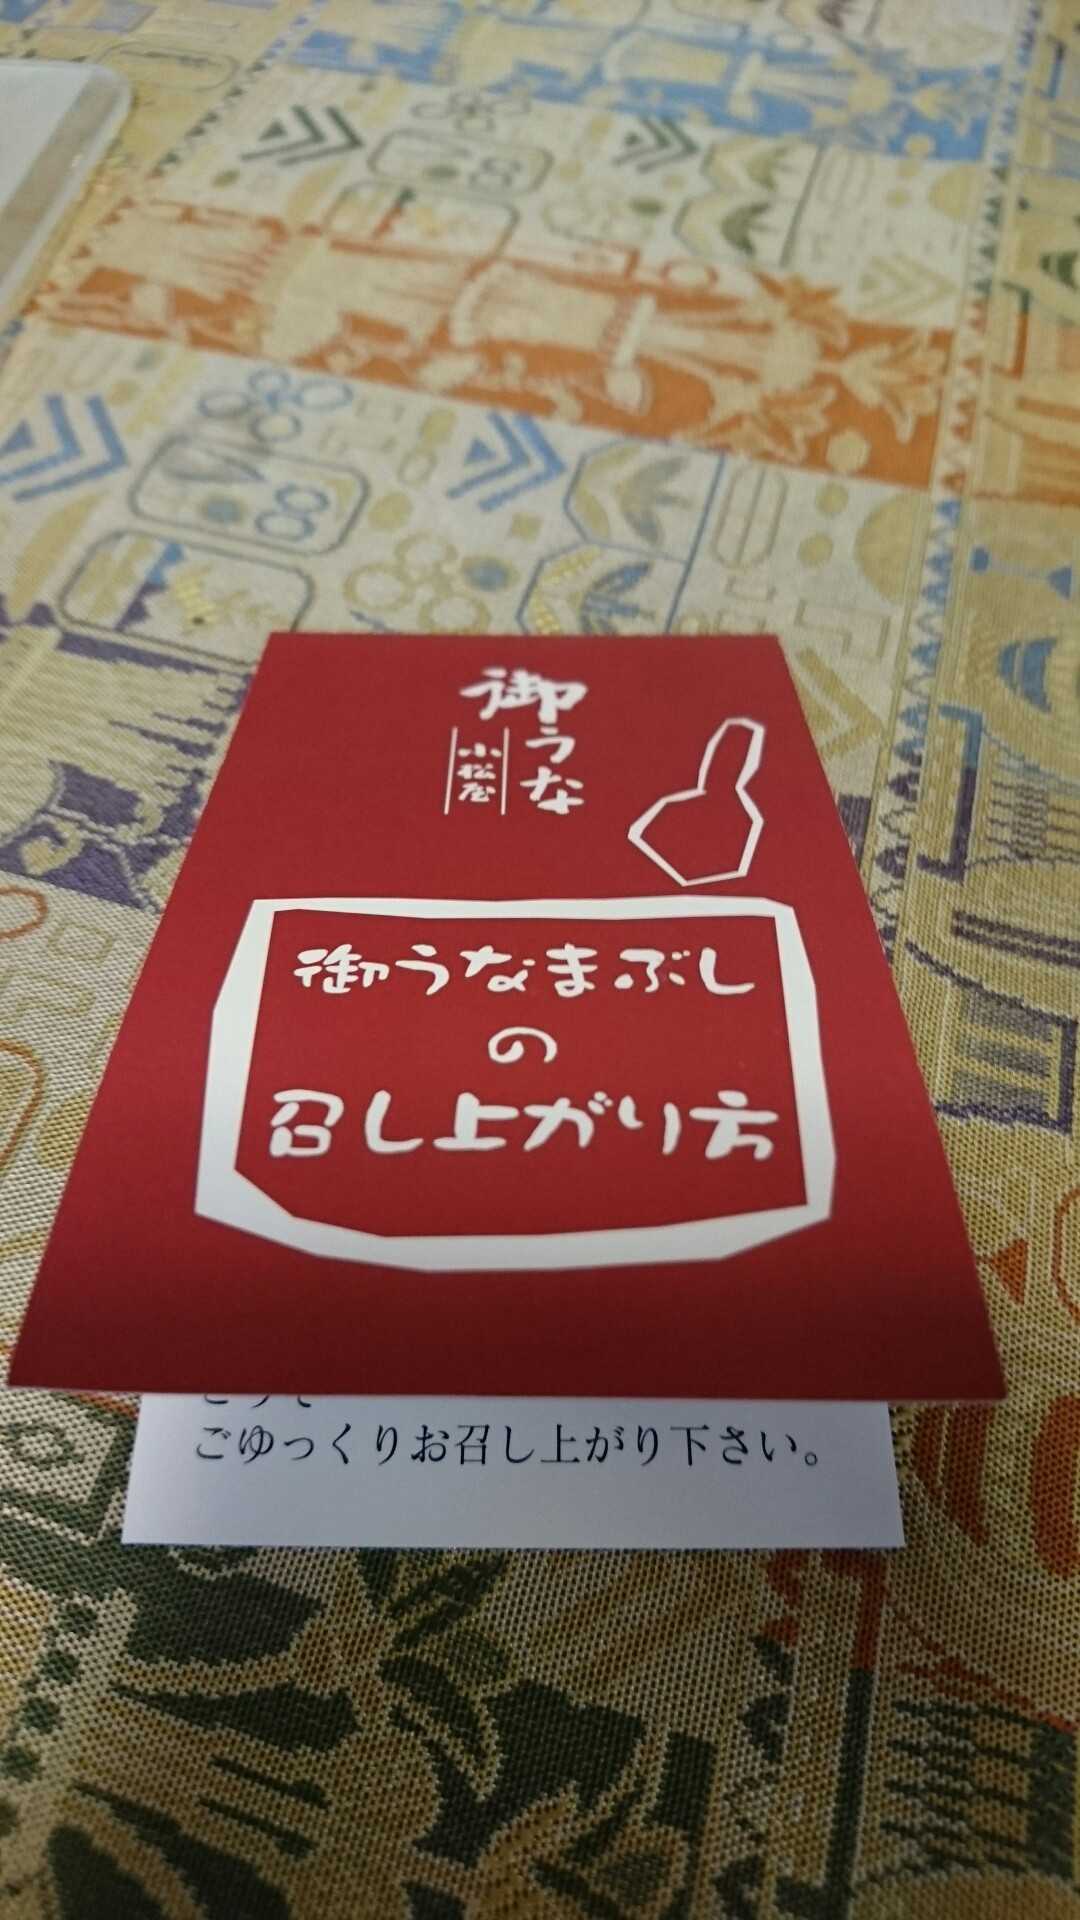 御うな
小松屋
御うなまぶし
の
召し上がり方
ごゆっくりお召し上がり下さい。